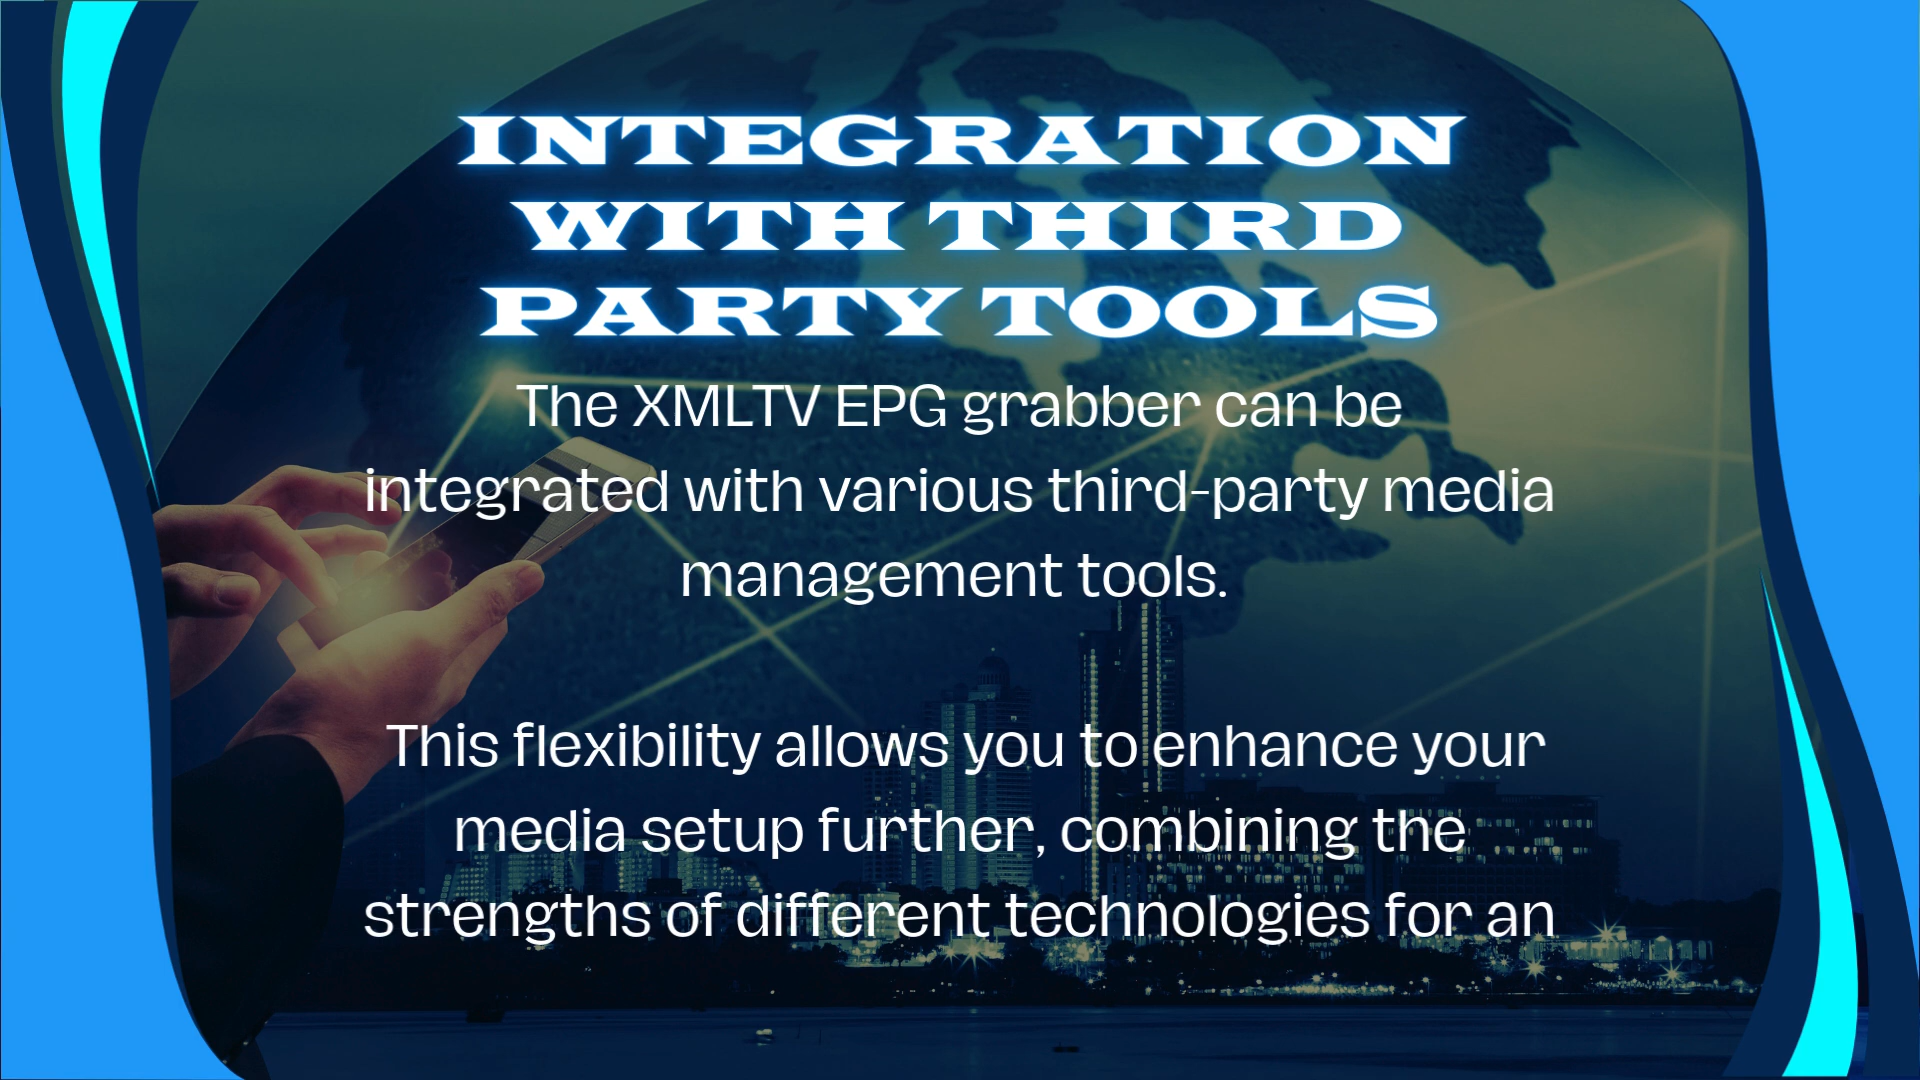 INTEGRATION
WITH THIRD
PARTY TOOLS
The XMLTV EPG grabber can be
integrated with various third-party media
management tools.
This flexibility allows you to enhance your
media setup further, combining the
strengths of different technologies for an